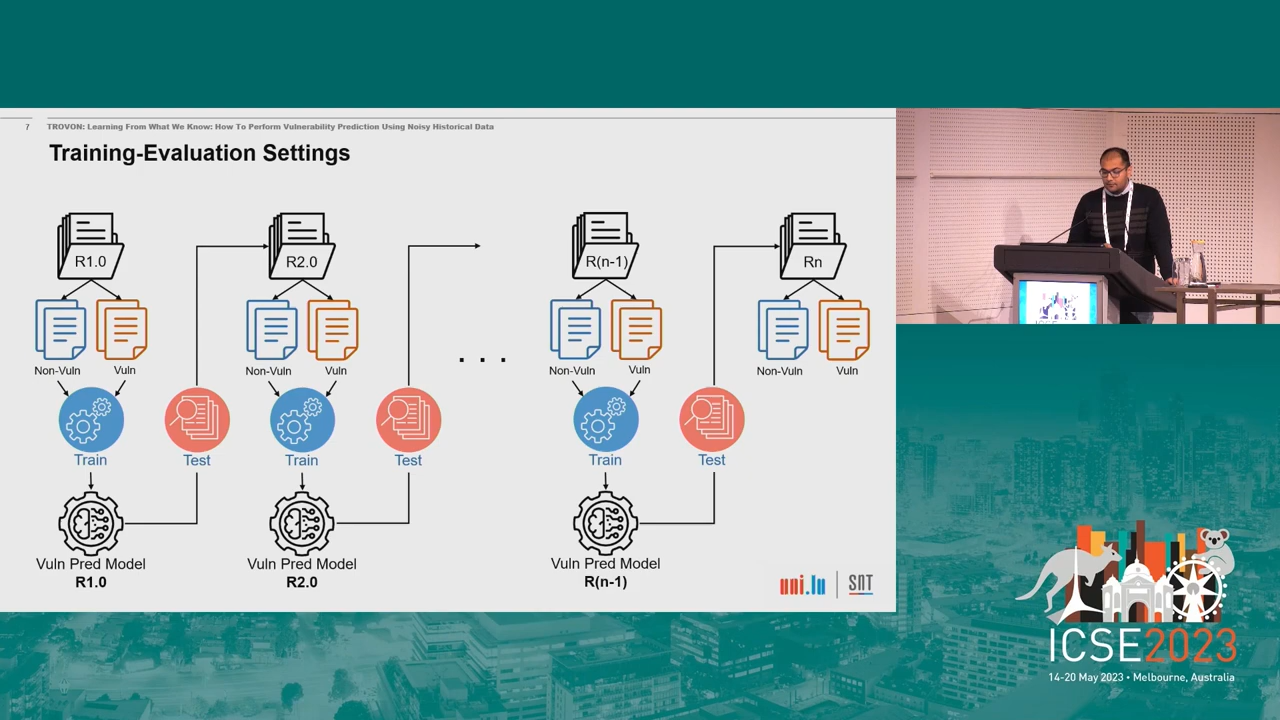 7 TROVON: Learning From What We Know: How To Perform Vulnerability Prediction Using Noisy Historical Data
Training-Evaluation Settings
R1.0 R2.0 R(n-1) Rn
. . .
Non-Vuln Vuln Non-Vuln Vuln Non-Vuln Vuln Non-Vuln Vuln
Train Test Train Test Train Test
Vuln Pred Model Vuln Pred Model Vuln Pred Model
R1.0 R2.0 R(n-1)
uni.lu SNT
ICSE
ICSE2023
14-20 May 2023 • Melbourne, Australia